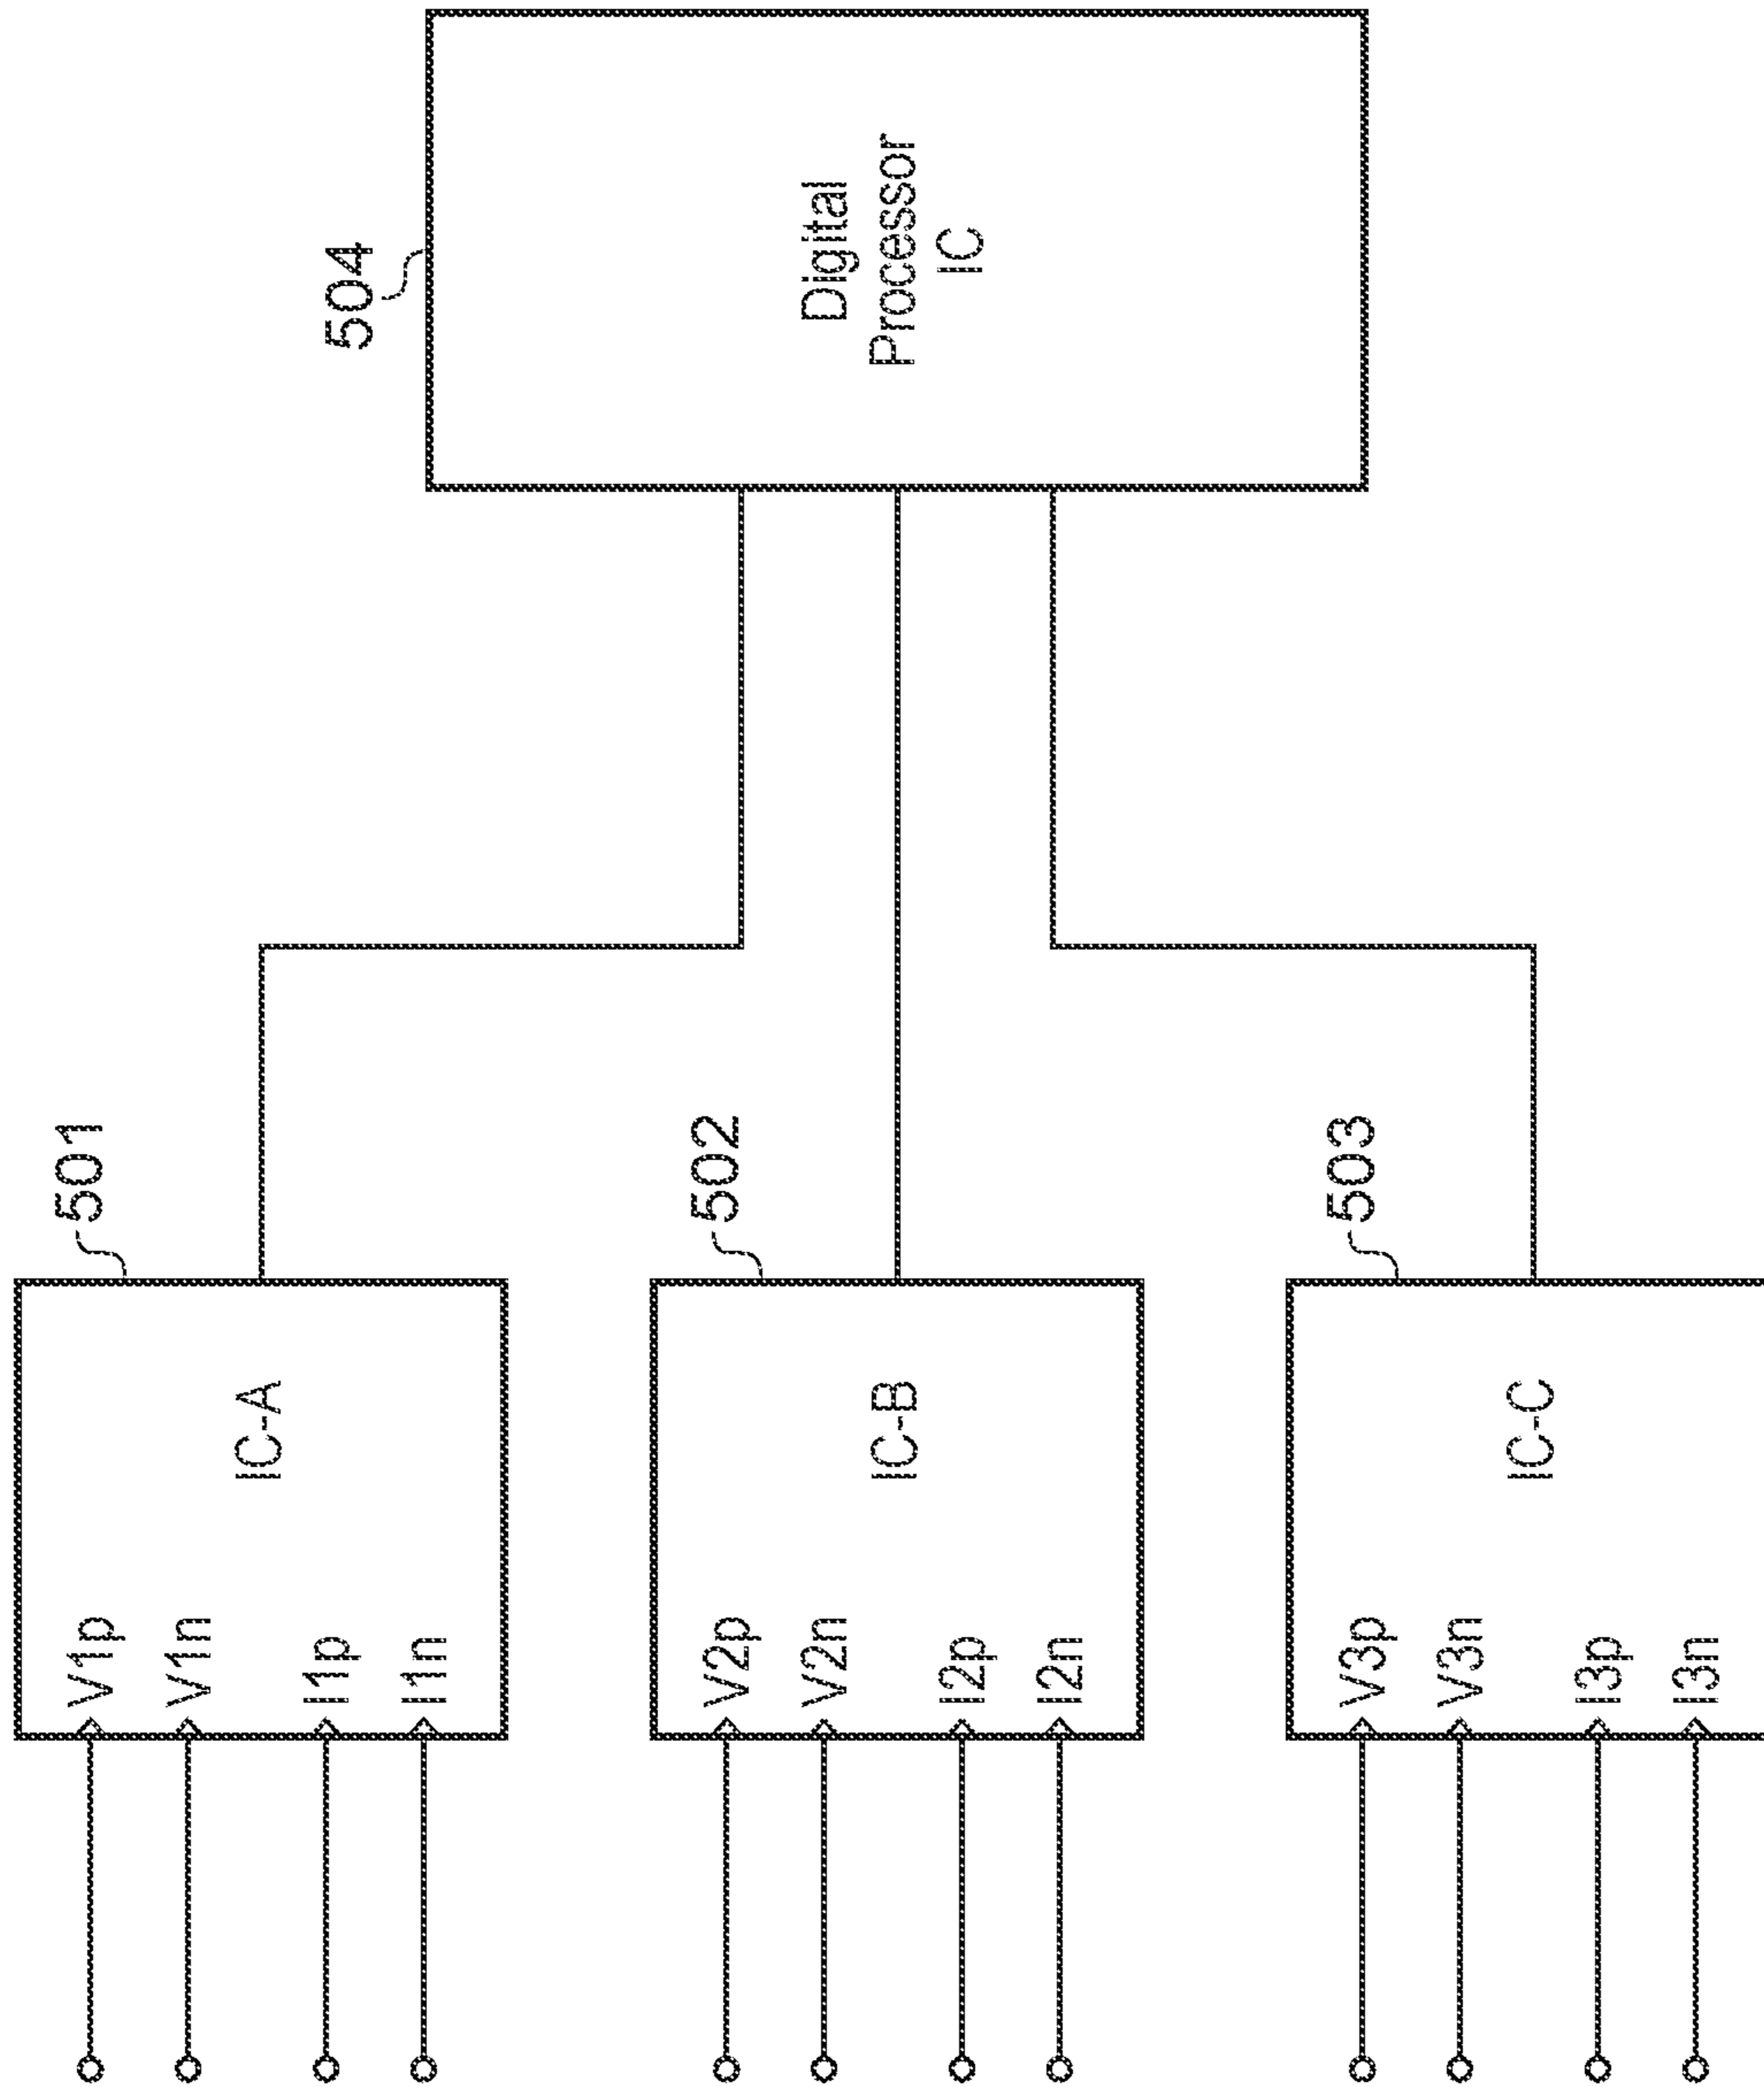 501
V1p
V1n
I1p
I1n
IC-A
502
V2p
V2n
I2p
I2n
IC-B
503
V3p
V3n
I3p
I3n
IC-C
504
Digital
Processor
IC